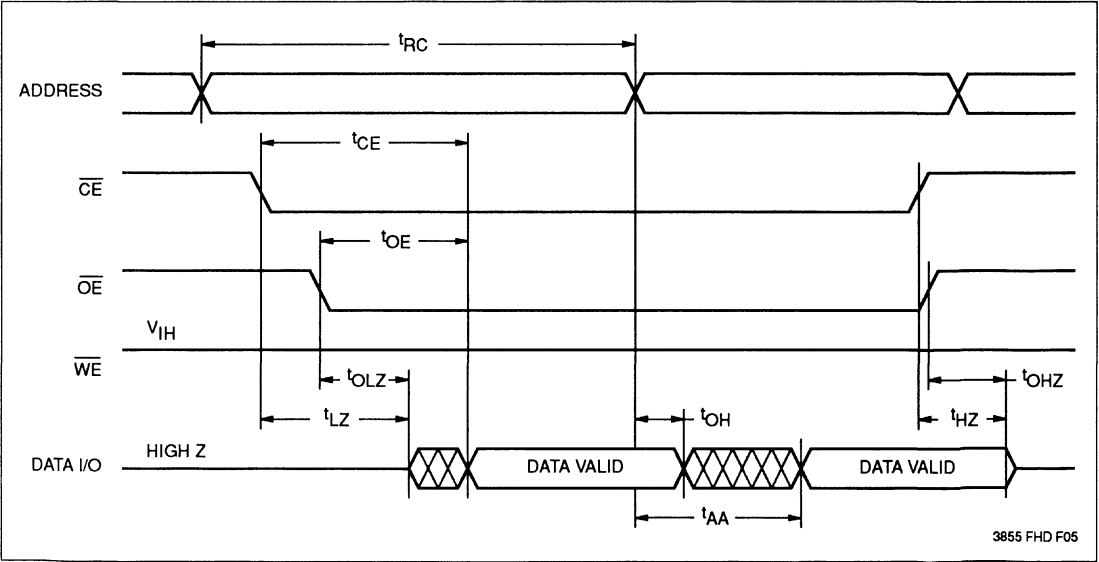 tRC
ADDRESS
tCE
CE
tOE
OE
VIH
WE
tOLZ
tOHZ
tLZ
tOH
tHZ
HIGH Z
DATA I/O
DATA VALID
DATA VALID
tAA
3855 FHD F05